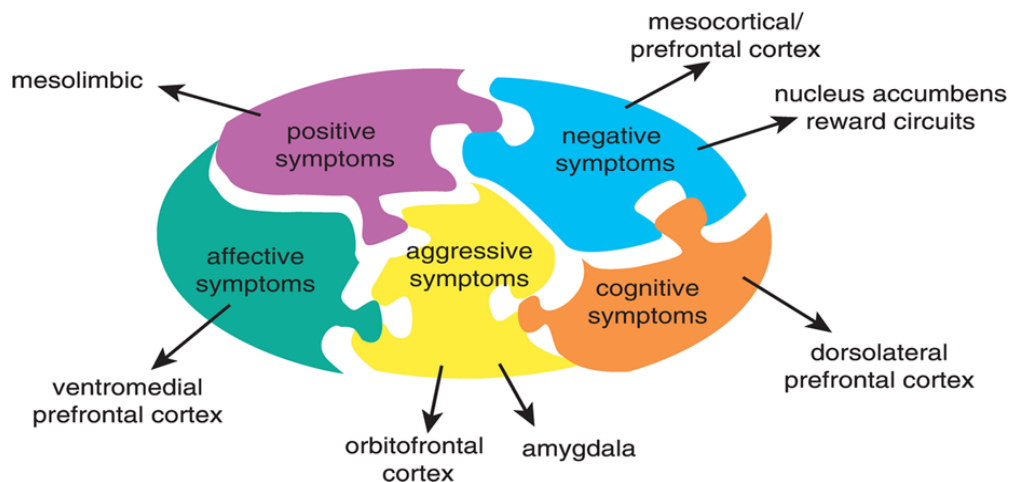 mesocortical/
prefrontal cortex
mesolimbic
nucleus accumbens
reward circuits
positive
symptoms
negative
symptoms
affective
symptoms
aggressive
symptoms
cognitive
symptoms
dorsolateral
prefrontal cortex
ventromedial
prefrontal cortex
orbitofrontal
cortex
amygdala